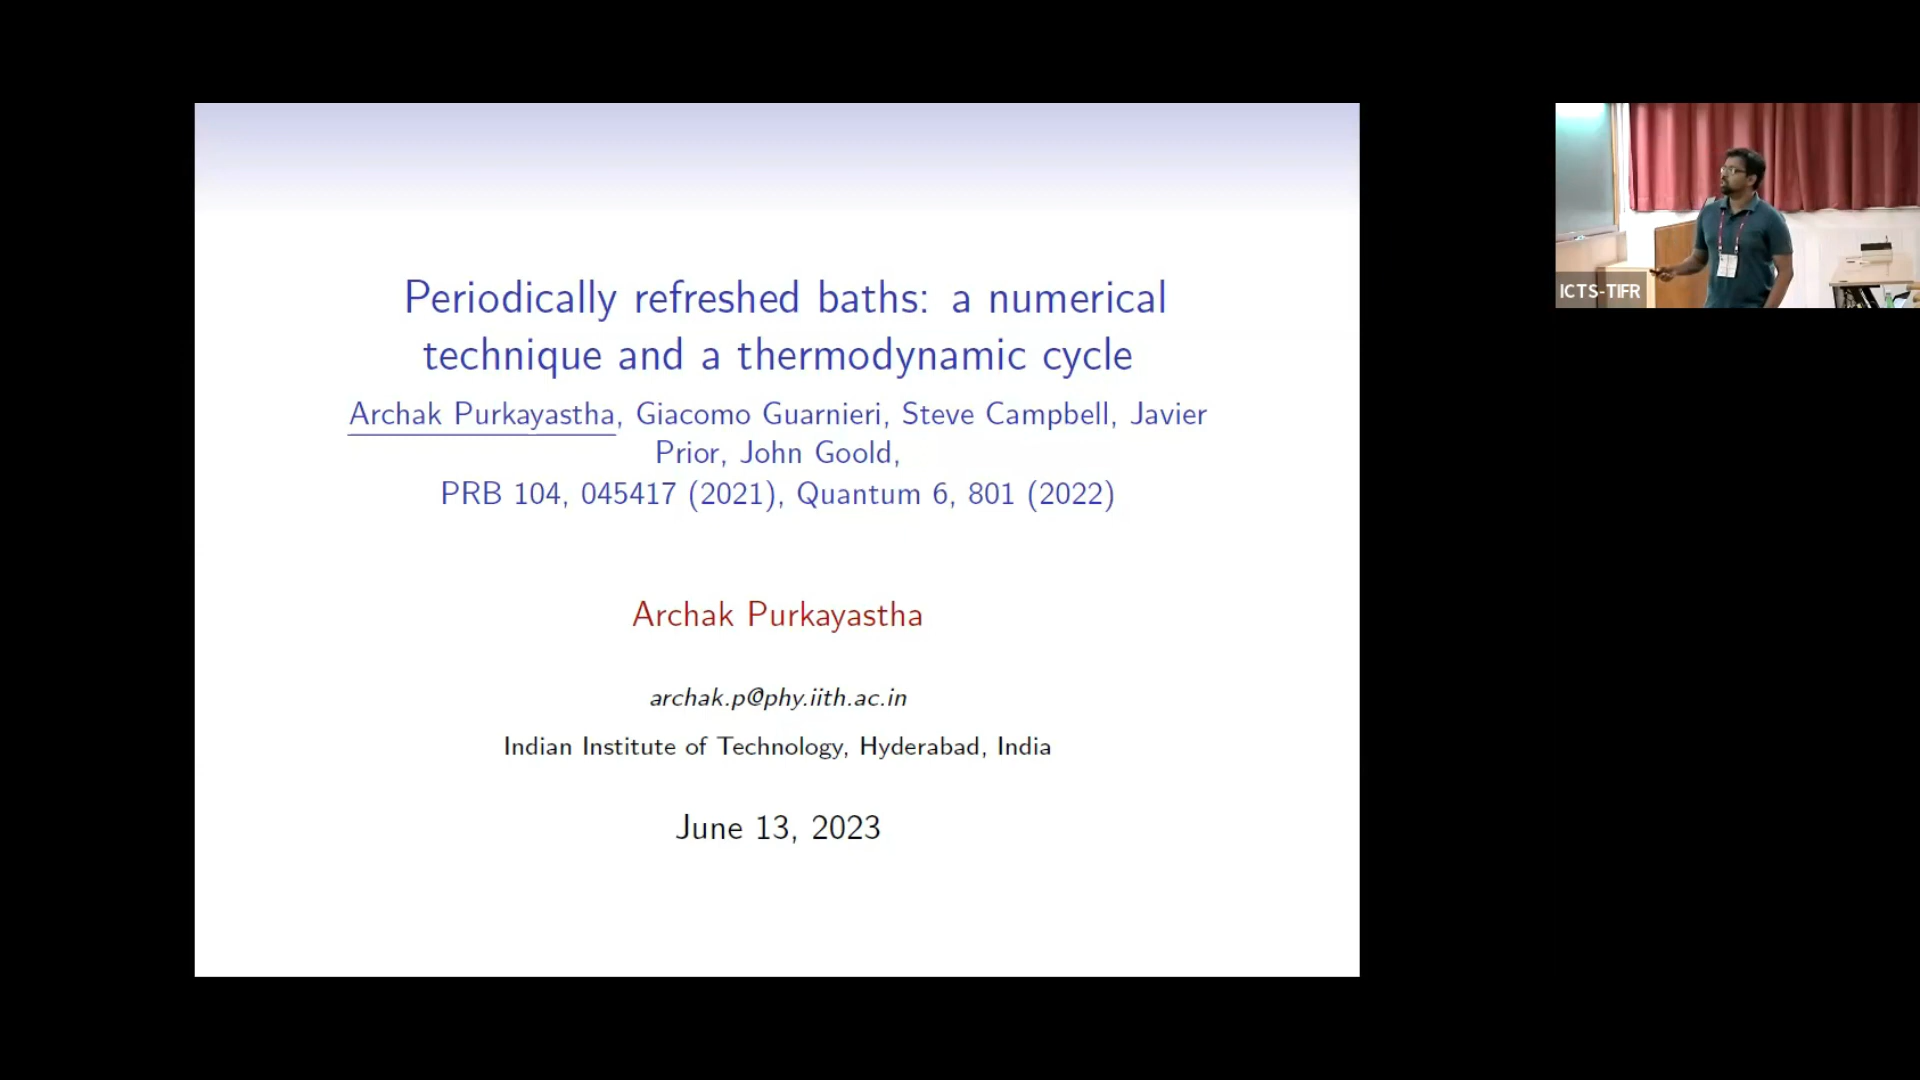 Periodically refreshed baths: a numerical
technique and a thermodynamic cycle
Archak Purkayastha, Giacomo Guarnieri, Steve Campbell, Javier
Prior, John Goold,
PRB 104, 045417 (2021), Quantum 6, 801 (2022)
Archak Purkayastha
archak.p@phy.iith.ac.in
Indian Institute of Technology, Hyderabad, India
June 13, 2023
ICTS-TIFR